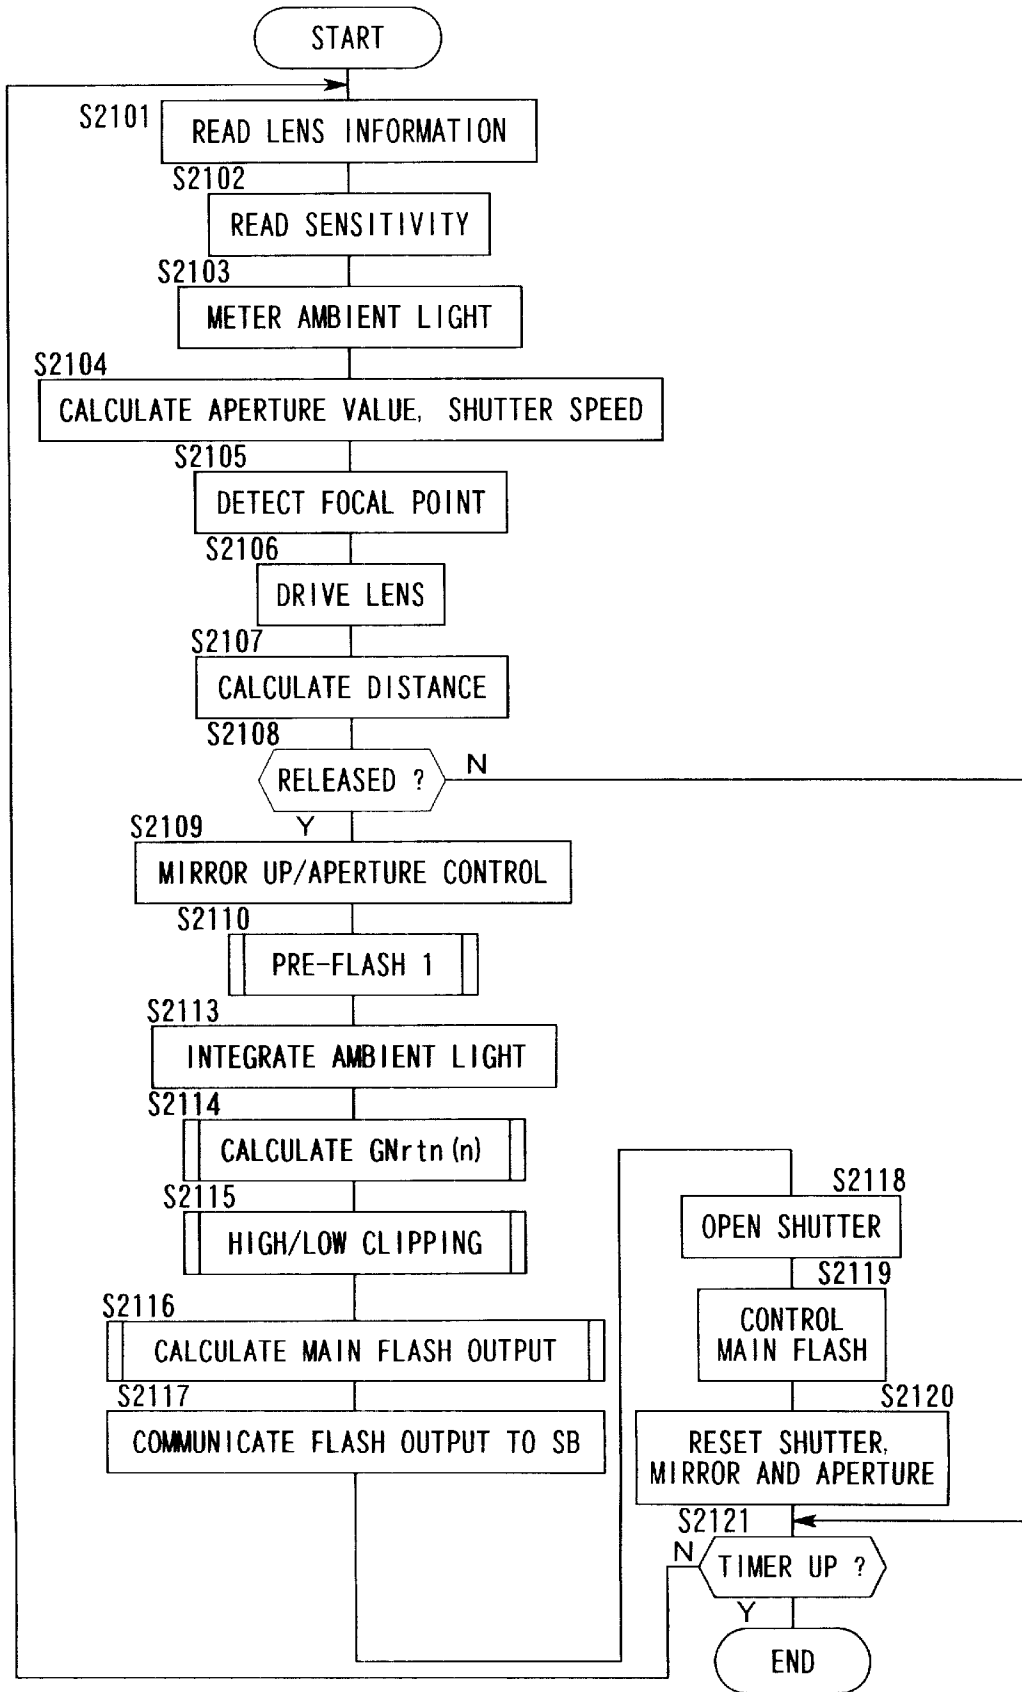 START
S2101
READ LENS INFORMATION
S2102
READ SENSITIVITY
S2103
METER AMBIENT LIGHT
S2104
CALCULATE APERTURE VALUE, SHUTTER SPEED
S2105
DETECT FOCAL POINT
S2106
DRIVE LENS
S2107
CALCULATE DISTANCE
S2108
RELEASED ?
N
Y
S2109
MIRROR UP/APERTURE CONTROL
S2110
PRE-FLASH 1
S2113
INTEGRATE AMBIENT LIGHT
S2114
CALCULATE GNrtn(n)
S2115
HIGH/LOW CLIPPING
S2116
CALCULATE MAIN FLASH OUTPUT
S2117
COMMUNICATE FLASH OUTPUT TO SB
S2118
OPEN SHUTTER
S2119
CONTROL
MAIN FLASH
S2120
RESET SHUTTER,
MIRROR AND APERTURE
S2121
N
TIMER UP ?
Y
END